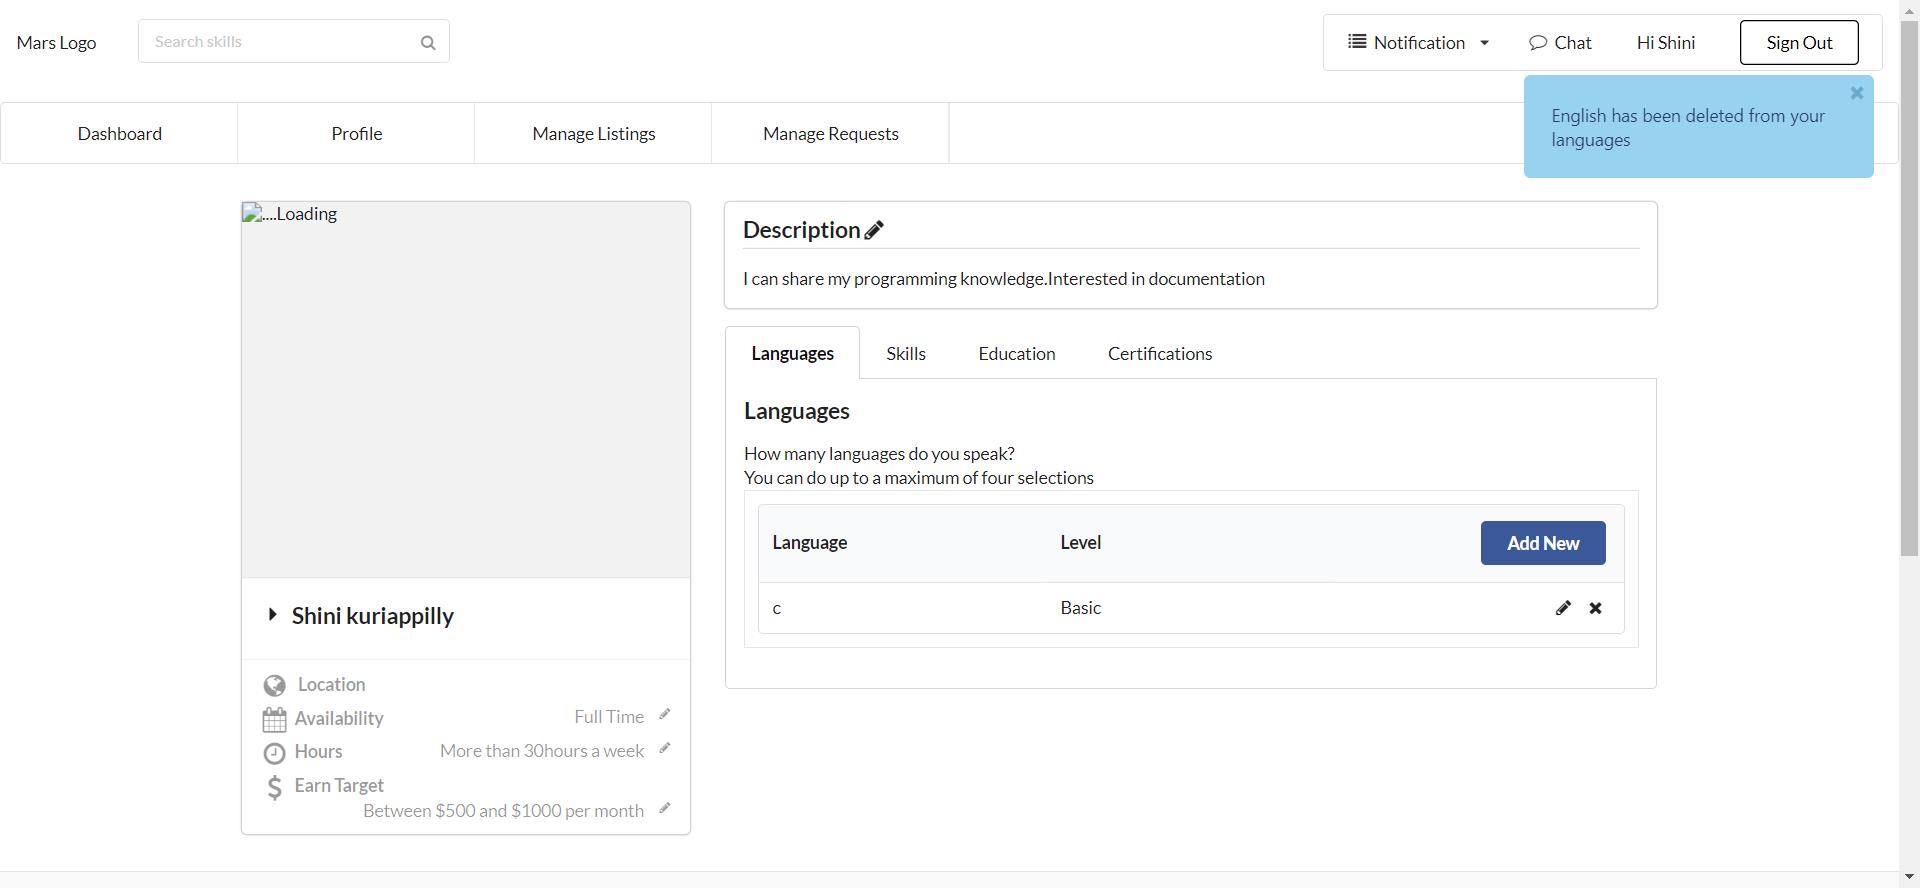 Mars Logo
Search skills
Notification
Chat
Hi Shini
Sign Out
English has been deleted from your
languages
Dashboard
Profile
Manage Listings
Manage Requests
....Loading
Shini kuriappilly
Location
Availability
Full Time
Hours
More than 30hours a week
Earn Target
Between $500 and $1000 per month
Description
I can share my programming knowledge.Interested in documentation
Languages
Skills
Education
Certifications
Languages
How many languages do you speak?
You can do up to a maximum of four selections
Language
Level
Add New
c
Basic